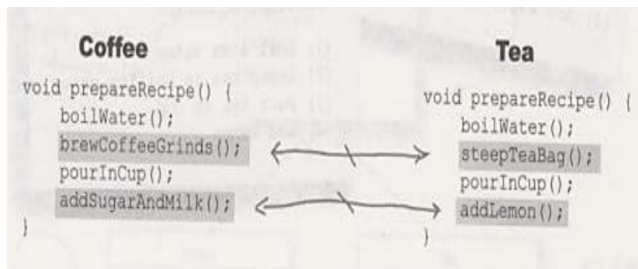 Coffee
void prepareRecipe() {
boilWater();
brewCoffeeGrinds();
pourInCup();
addSugarAndMilk();
}
Tea
void prepareRecipe() {
boilWater();
steepTeaBag();
pourInCup();
addLemon();
}